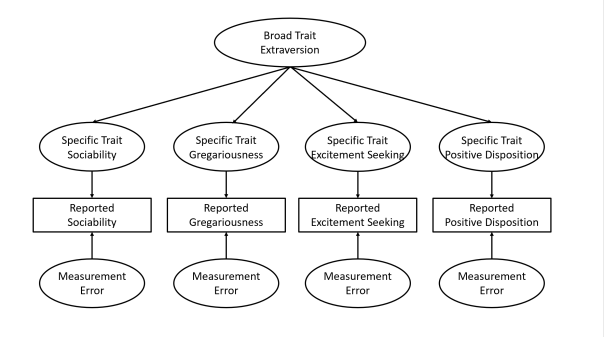 Broad Trait
Extraversion
Specific Trait
Sociability
Specific Trait
Gregariousness
Specific Trait
Excitement Seeking
Specific Trait
Positive Disposition
Reported
Sociability
Reported
Gregariousness
Reported
Excitement Seeking
Reported
Positive Disposition
Measurement
Error
Measurement
Error
Measurement
Error
Measurement
Error